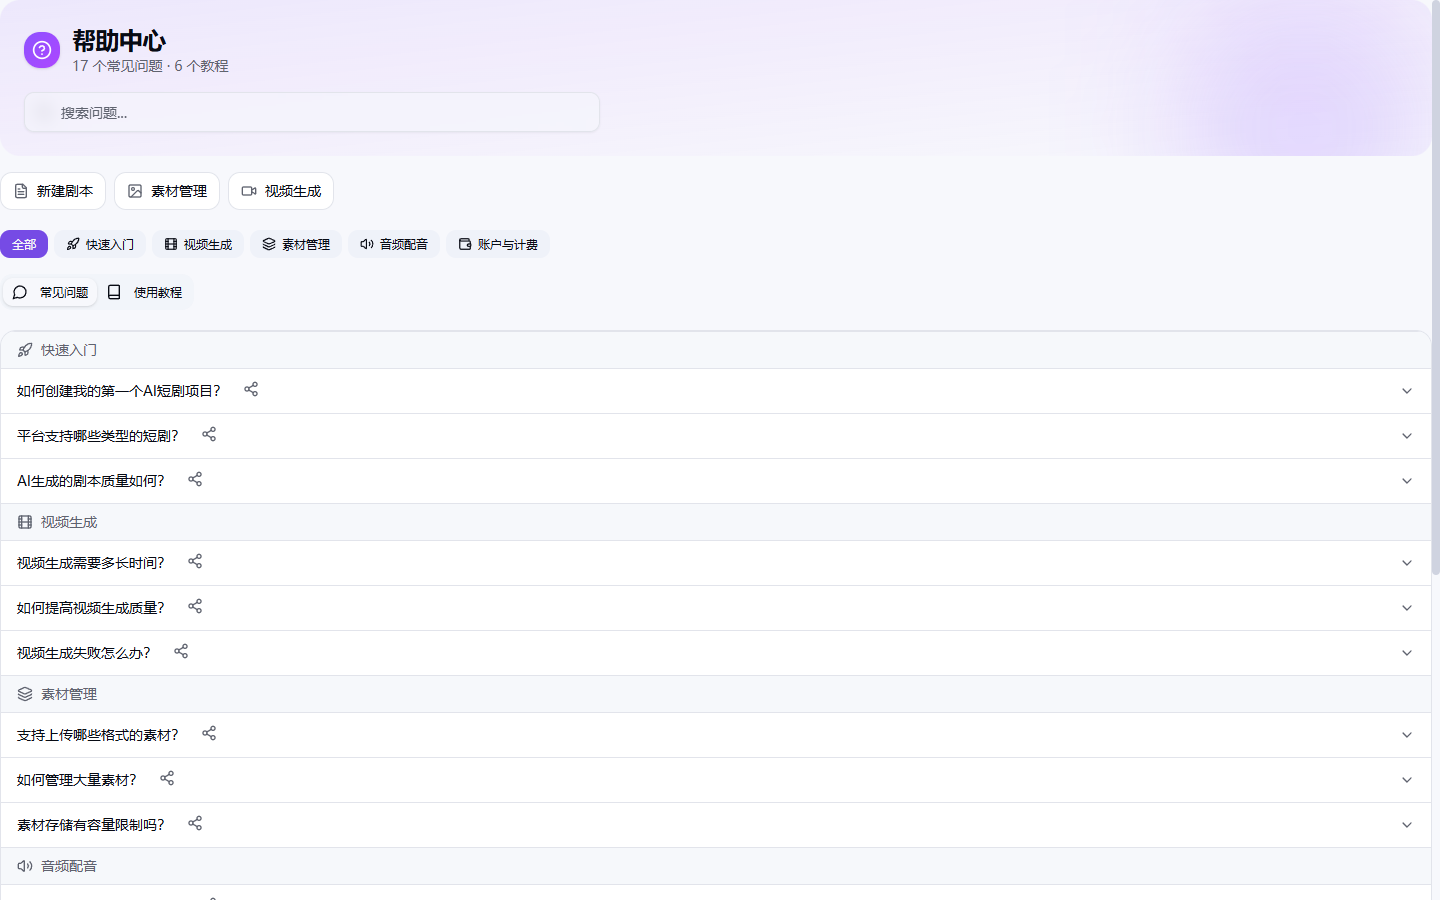 帮助中心
17 个常见问题 · 6 个教程
搜索问题...
新建剧本 素材管理 视频生成
全部 快速入门 视频生成 素材管理 音频配音 账户与计费
常见问题 使用教程
快速入门
如何创建我的第一个AI短剧项目?
平台支持哪些类型的短剧?
AI生成的剧本质量如何?
视频生成
视频生成需要多长时间?
如何提高视频生成质量?
视频生成失败怎么办?
素材管理
支持上传哪些格式的素材?
如何管理大量素材?
素材存储有容量限制吗?
音频配音